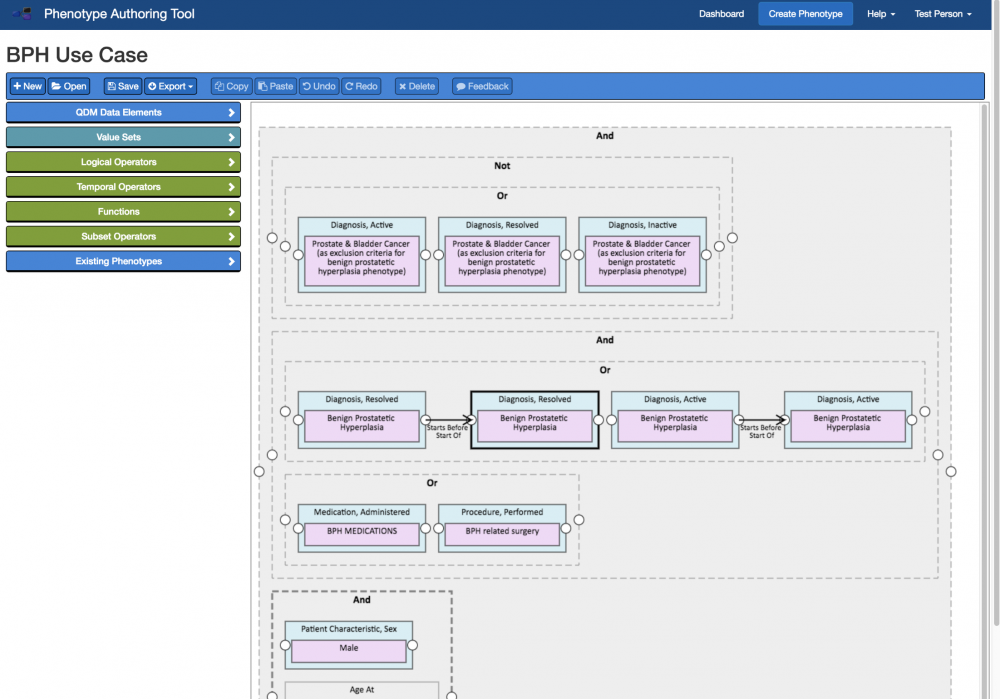 Phenotype Authoring Tool
Dashboard
Create Phenotype
Help
Test Person
BPH Use Case
New
Open
Save
Export
Copy
Paste
Undo
Redo
Delete
Feedback
QDM Data Elements
Value Sets
Logical Operators
Temporal Operators
Functions
Subset Operators
Existing Phenotypes
And
Not
Or
Diagnosis, Active
Prostate & Bladder Cancer
(as exclusion criteria for
benign prostatetic
hyperplasia phenotype)
Diagnosis, Resolved
Prostate & Bladder Cancer
(as exclusion criteria for
benign prostatetic
hyperplasia phenotype)
Diagnosis, Inactive
Prostate & Bladder Cancer
(as exclusion criteria for
benign prostatetic
hyperplasia phenotype)
And
Or
Diagnosis, Resolved
Benign Prostatetic
Hyperplasia
Starts Before
Start Of
Diagnosis, Resolved
Benign Prostatetic
Hyperplasia
Diagnosis, Active
Benign Prostatetic
Hyperplasia
Starts Before
Start Of
Diagnosis, Active
Benign Prostatetic
Hyperplasia
Or
Medication, Administered
BPH MEDICATIONS
Procedure, Performed
BPH related surgery
And
Patient Characteristic, Sex
Male
Age At